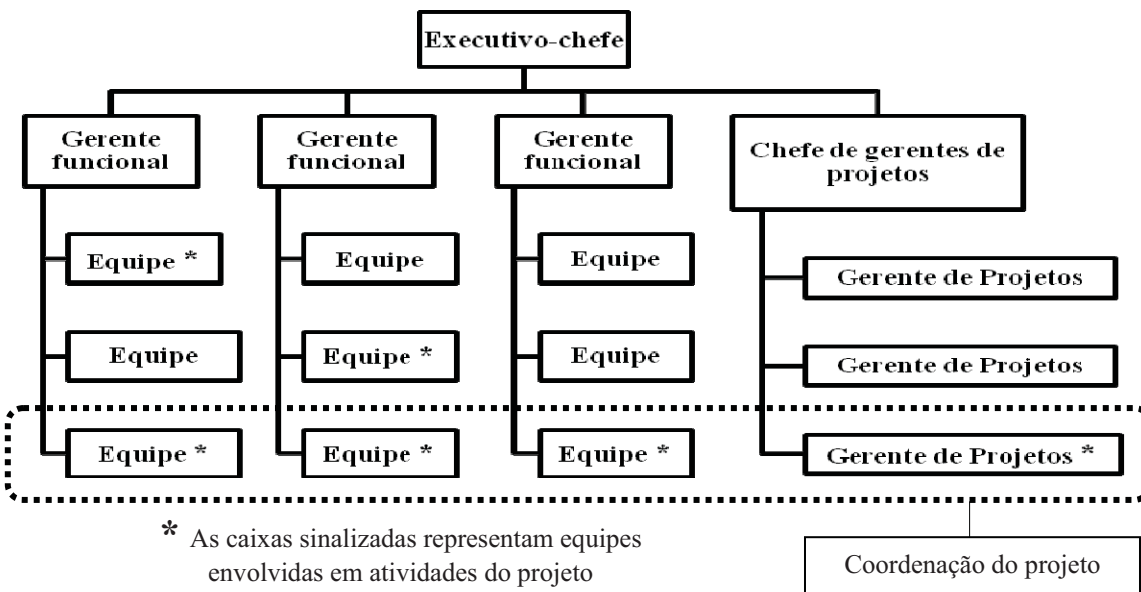 Executivo-chefe
Gerente
funcional
Gerente
funcional
Gerente
funcional
Chefe de gerentes de
projetos
Equipe *
Equipe
Equipe
Gerente de Projetos
Equipe
Equipe *
Equipe
Gerente de Projetos
Equipe *
Equipe *
Equipe *
Gerente de Projetos *
* As caixas sinalizadas representam equipes
envolvidas em atividades do projeto
Coordenação do projeto